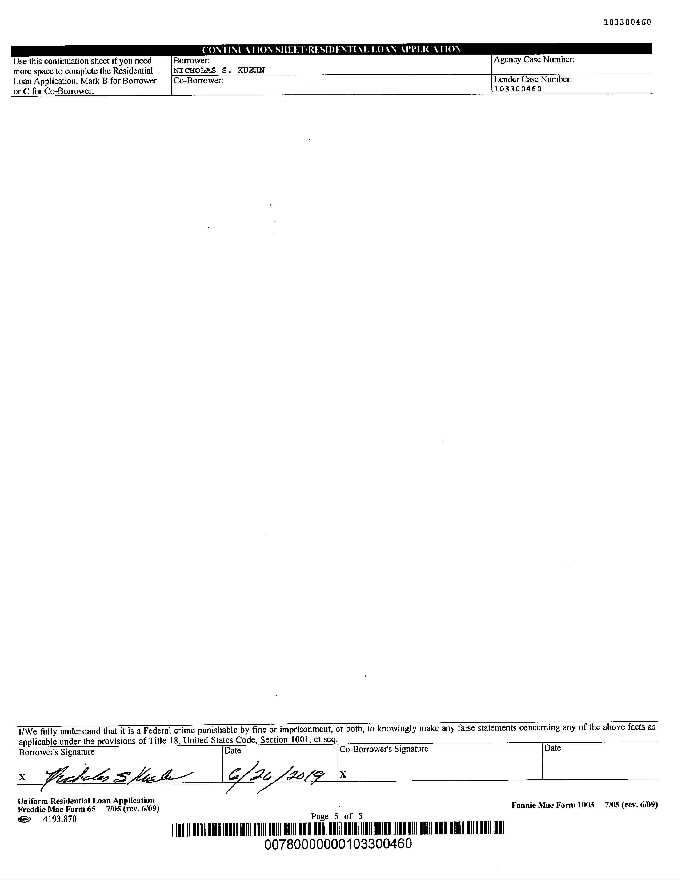 103300460
CONTINUATION SHEET/RESIDENTIAL LOAN APPLICATION
Use this continuation sheet if you need
more space to complete the Residential
Loan Application. Mark B for Borrower
or C for Co-Borrower.
Borrower:
NICHOLAS S. KUZUN
Co-Borrower:
Agency Case Number:
Lender Case Number:
103300460
I/We fully understand that it is a Federal crime punishable by fine or imprisonment, or both, to knowingly make any false statements concerning any of the above facts as
applicable under the provisions of Title 18, United States Code, Section 1001, et seq.
Borrower's Signature
Date
Co-Borrower's Signature
Date
X Nicholas S
6/26/2019
X
Uniform Residential Loan Application
Freddie Mac Form 65 7/05 (rev. 6/09)
4193.870
Page 5 of 5
Fannie Mae Form 1003 7/05 (rev. 6/09)
00780000000103300460